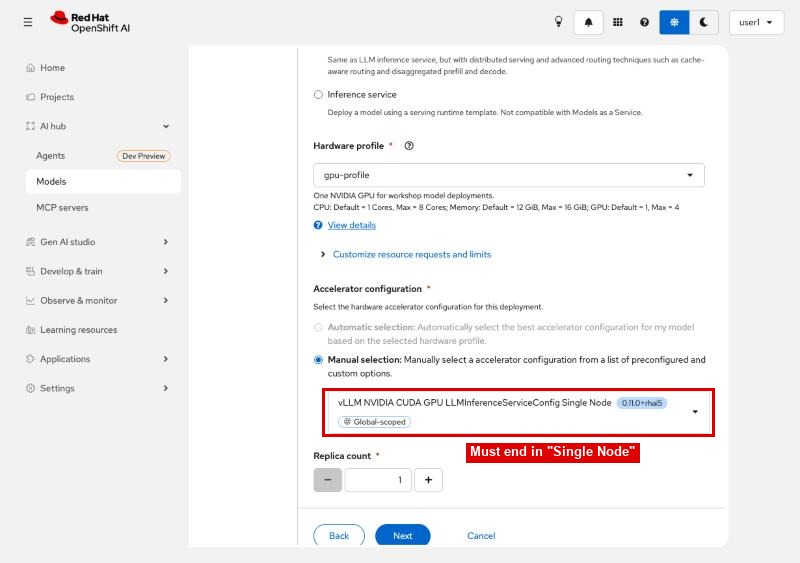 Red Hat
OpenShift AI
user1
Home
Projects
AI hub
Agents
Dev Preview
Models
MCP servers
Gen AI studio
Develop & train
Observe & monitor
Learning resources
Applications
Settings
Same as LLM inference service, but with distributed serving and advanced routing techniques such as cache-
aware routing and disaggregated prefill and decode.
Inference service
Deploy a model using a serving runtime template. Not compatible with Models as a Service.
Hardware profile *
gpu-profile
One NVIDIA GPU for workshop model deployments.
CPU: Default = 1 Cores, Max = 8 Cores; Memory: Default = 12 GiB, Max = 16 GiB; GPU: Default = 1, Max = 4
View details
Customize resource requests and limits
Accelerator configuration *
Select the hardware accelerator configuration for this deployment.
Automatic selection: Automatically select the best accelerator configuration for my model
based on the selected hardware profile.
Manual selection: Manually select a accelerator configuration from a list of preconfigured and
custom options.
vLLM NVIDIA CUDA GPU LLMInferenceServiceConfig Single Node 0.11.0+rhai5
Global-scoped
Must end in "Single Node"
Replica count *
1
Back Next Cancel